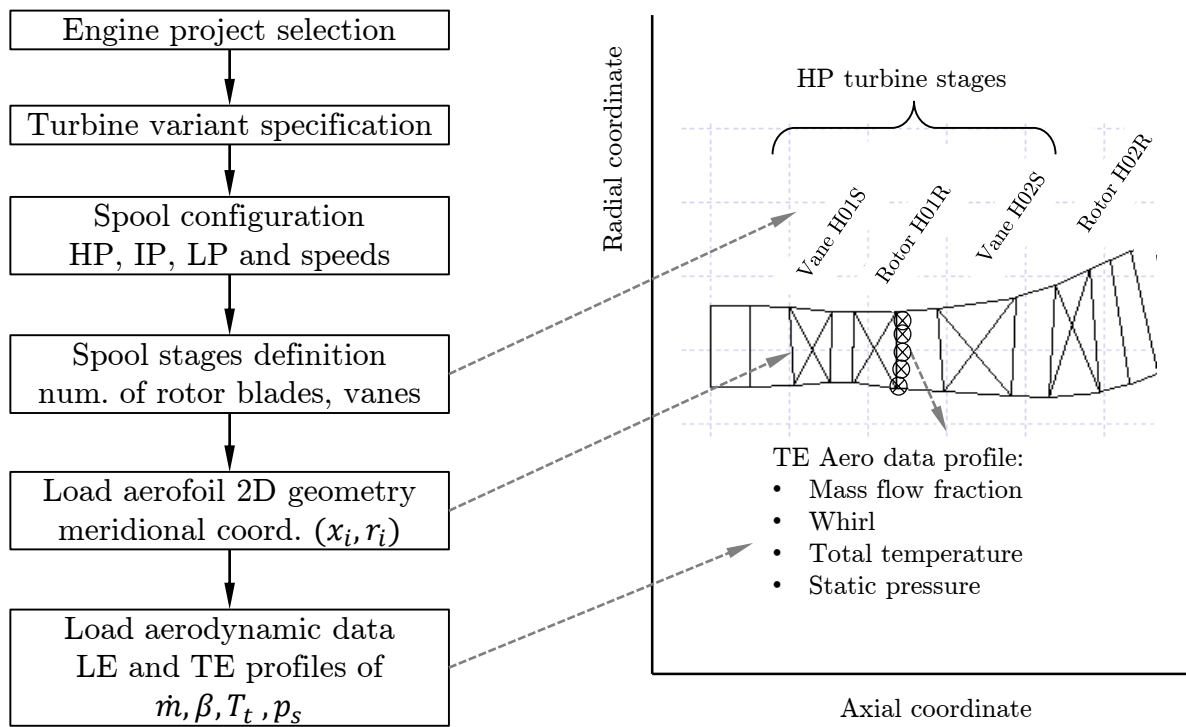 Engine project selection
Turbine variant specification
Spool configuration
HP, IP, LP and speeds
Spool stages definition
num. of rotor blades, vanes
Load aerofoil 2D geometry
meridional coord. (xᵢ, rᵢ)
Load aerodynamic data
LE and TE profiles of
ṁ, β, Tₜ , pₛ
Radial coordinate
HP turbine stages
Vane H01S
Rotor H01R
Vane H02S
Rotor H02R
TE Aero data profile:
• Mass flow fraction
• Whirl
• Total temperature
• Static pressure
Axial coordinate